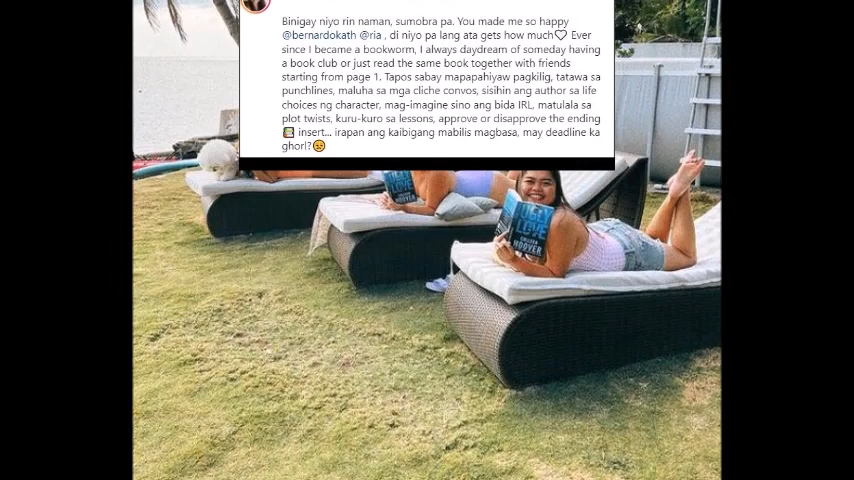 Binigay niyo rin naman, sumobra pa. You made me so happy
@bernardokath @ria , di niyo pa lang ata gets how much♡ Ever
since I became a bookworm, I always daydream of someday having
a book club or just read the same book together with friends
starting from page 1. Tapos sabay mapapahiyaw pagkilig, tatawa sa
punchlines, maluha sa mga cliche convos, sisihin ang author sa life
choices ng character, mag-imagine sino ang bida IRL, matulala sa
plot twists, kuru-kuro sa lessons, approve or disapprove the ending
insert... irapan ang kaibigang mabilis magbasa, may deadline ka
ghorl?😣
LOVE
UGLY
LOVE
COLLEEN
HOOVER